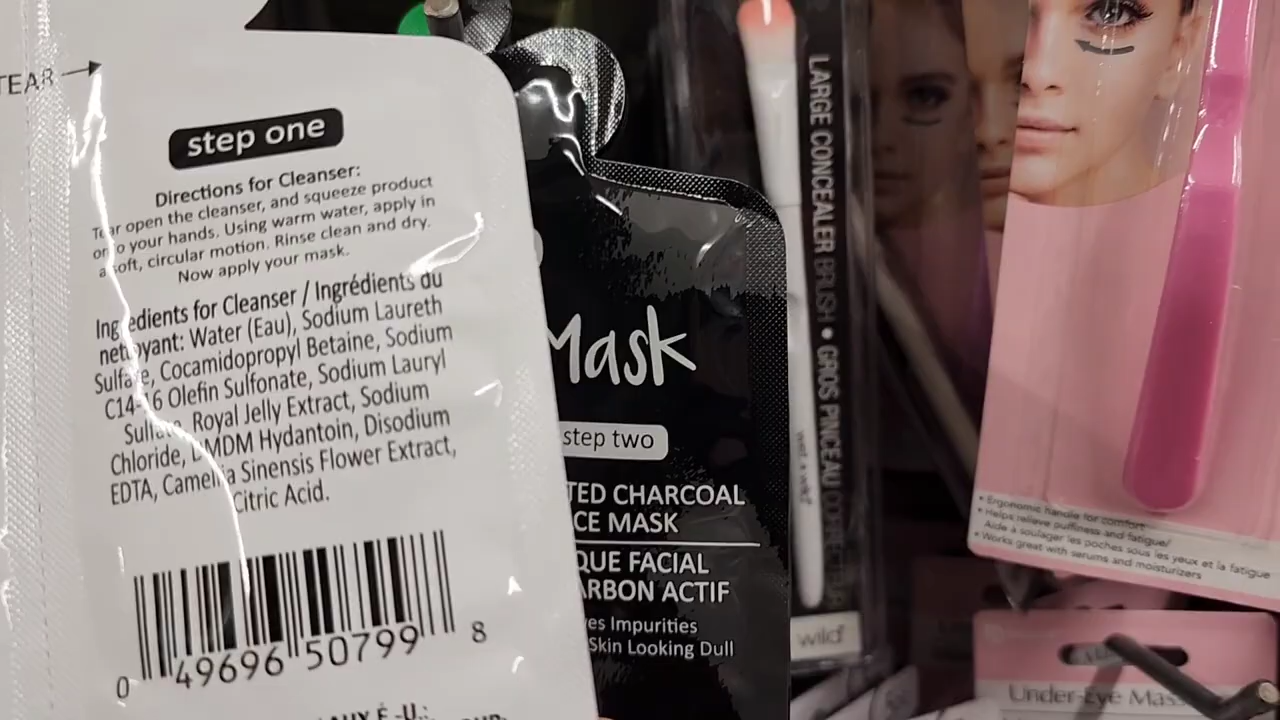 TEAR
step one
Directions for Cleanser:
Tear open the cleanser, and squeeze product
onto your hands. Using warm water, apply in
a soft, circular motion. Rinse clean and dry.
Now apply your mask.
Ingredients for Cleanser / Ingrédients du
nettoyant: Water (Eau), Sodium Laureth
Sulfate, Cocamidopropyl Betaine, Sodium
C14-16 Olefin Sulfonate, Sodium Lauryl
Sulfate, Royal Jelly Extract, Sodium
Chloride, DMDM Hydantoin, Disodium
EDTA, Camellia Sinensis Flower Extract,
Citric Acid.
0 49696 50799 8
Mask
step two
TED CHARCOAL
CE MASK
QUE FACIAL
ARBON ACTIF
es Impurities
Skin Looking Dull
LARGE CONCEALER BRUSH • GROS PINCEAU
wet n wild
wild
• Ergonomic handle for comfort
• Helps relieve puffiness and fatigue/
Aide à soulager les poches sous les yeux et la fatigue
• Works great with serums and moisturizers
Under-Eye